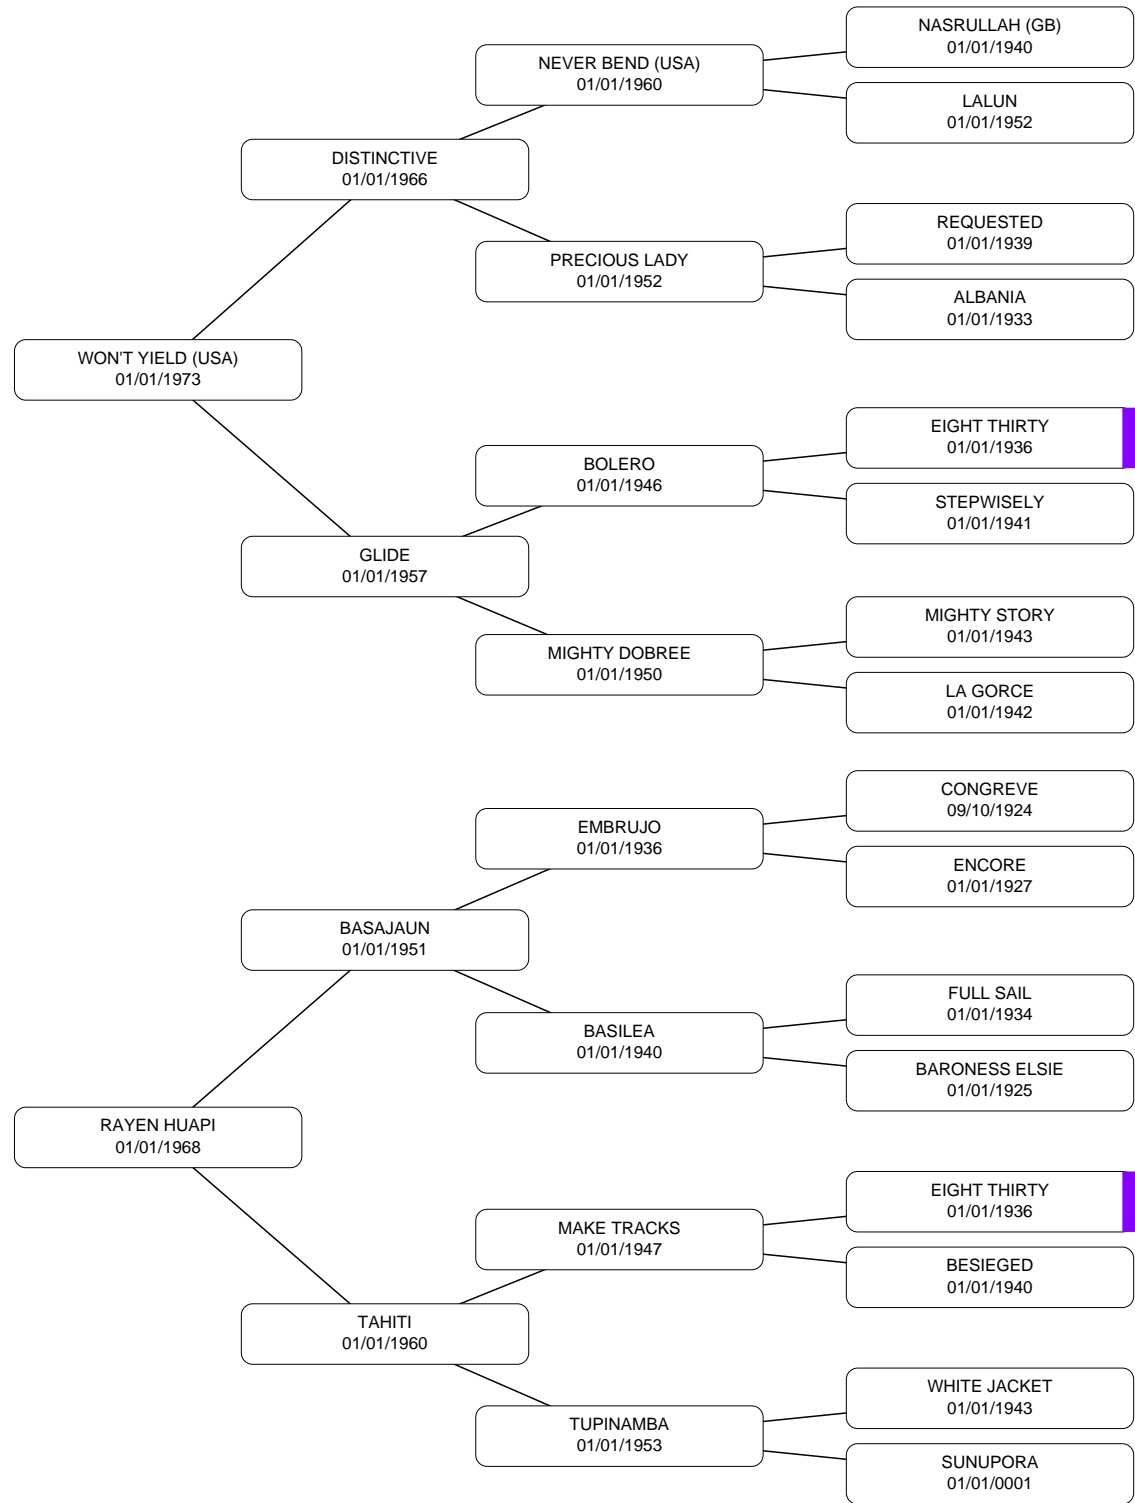 NASRULLAH (GB)
01/01/1940
NEVER BEND (USA)
01/01/1960
LALUN
01/01/1952
DISTINCTIVE
01/01/1966
REQUESTED
01/01/1939
PRECIOUS LADY
01/01/1952
ALBANIA
01/01/1933
WON'T YIELD (USA)
01/01/1973
EIGHT THIRTY
01/01/1936
BOLERO
01/01/1946
STEPWISELY
01/01/1941
GLIDE
01/01/1957
MIGHTY STORY
01/01/1943
MIGHTY DOBREE
01/01/1950
LA GORCE
01/01/1942
CONGREVE
09/10/1924
EMBRUJO
01/01/1936
ENCORE
01/01/1927
BASAJAUN
01/01/1951
FULL SAIL
01/01/1934
BASILEA
01/01/1940
BARONESS ELSIE
01/01/1925
RAYEN HUAPI
01/01/1968
EIGHT THIRTY
01/01/1936
MAKE TRACKS
01/01/1947
BESIEGED
01/01/1940
TAHITI
01/01/1960
WHITE JACKET
01/01/1943
TUPINAMBA
01/01/1953
SUNUPORA
01/01/0001